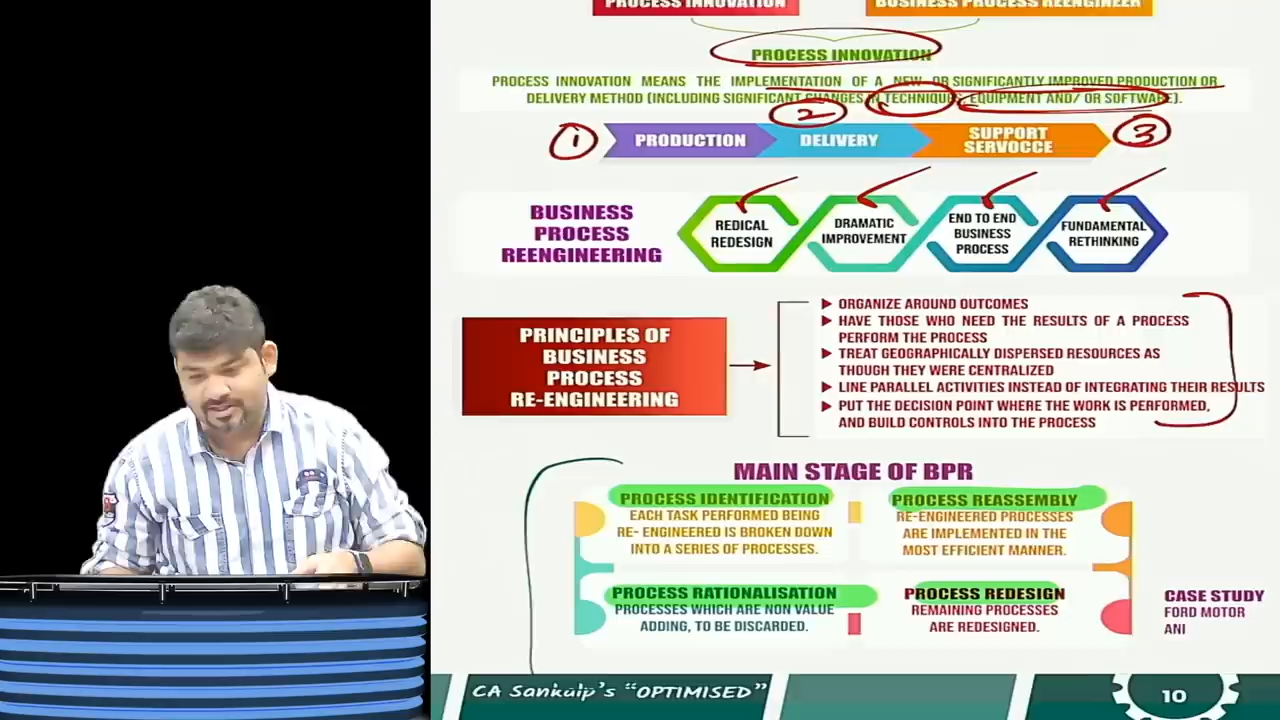 PROCESS INNOVATION
BUSINESS PROCESS REENGINEER
PROCESS INNOVATION
PROCESS INNOVATION MEANS THE IMPLEMENTATION OF A NEW OR SIGNIFICANTLY IMPROVED PRODUCTION OR
DELIVERY METHOD (INCLUDING SIGNIFICANT CHANGES IN TECHNIQUE, EQUIPMENT AND/ OR SOFTWARE).
1
PRODUCTION
2
DELIVERY
SUPPORT
SERVOCCE
3
BUSINESS
PROCESS
REENGINEERING
REDICAL
REDESIGN
DRAMATIC
IMPROVEMENT
END TO END
BUSINESS
PROCESS
FUNDAMENTAL
RETHINKING
PRINCIPLES OF
BUSINESS
PROCESS
RE-ENGINEERING
ORGANIZE AROUND OUTCOMES
HAVE THOSE WHO NEED THE RESULTS OF A PROCESS
PERFORM THE PROCESS
TREAT GEOGRAPHICALLY DISPERSED RESOURCES AS
THOUGH THEY WERE CENTRALIZED
LINE PARALLEL ACTIVITIES INSTEAD OF INTEGRATING THEIR RESULTS
PUT THE DECISION POINT WHERE THE WORK IS PERFORMED,
AND BUILD CONTROLS INTO THE PROCESS
MAIN STAGE OF BPR
PROCESS IDENTIFICATION
EACH TASK PERFORMED BEING
RE- ENGINEERED IS BROKEN DOWN
INTO A SERIES OF PROCESSES.
PROCESS REASSEMBLY
RE-ENGINEERED PROCESSES
ARE IMPLEMENTED IN THE
MOST EFFICIENT MANNER.
PROCESS RATIONALISATION
PROCESSES WHICH ARE NON VALUE
ADDING, TO BE DISCARDED.
PROCESS REDESIGN
REMAINING PROCESSES
ARE REDESIGNED.
CASE STUDY
FORD MOTOR
ANI
CA Sankalp's "OPTIMISED"
10